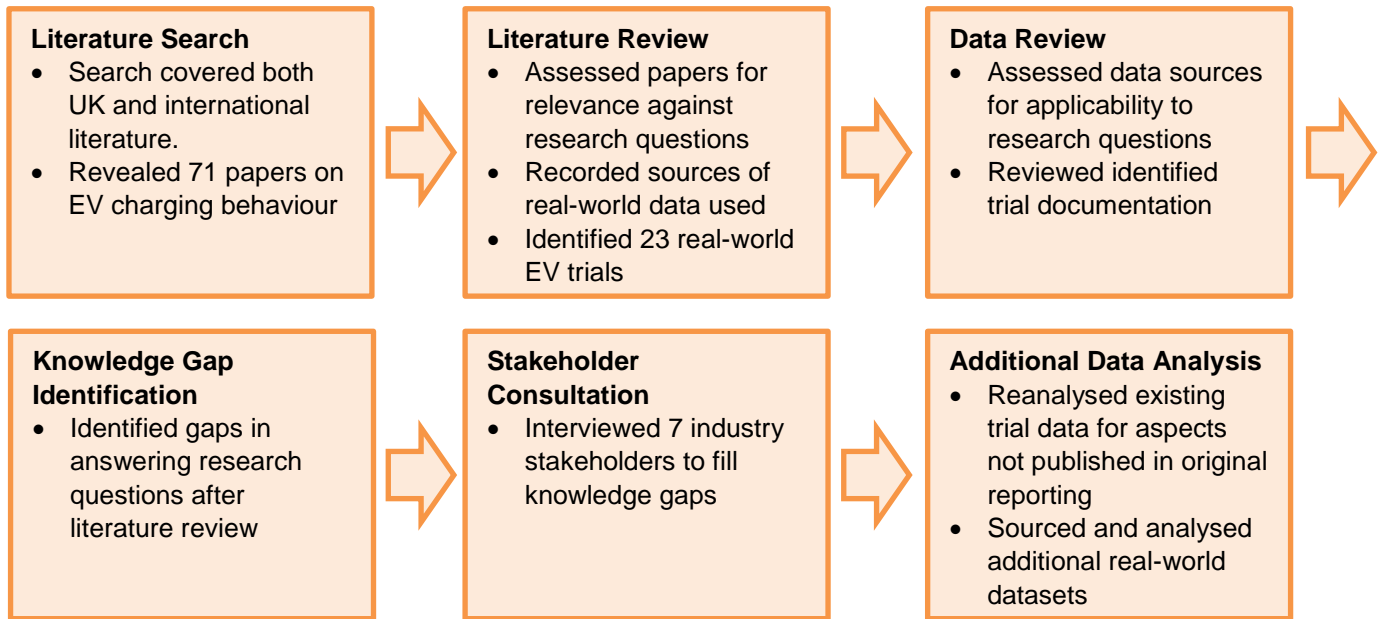 Literature Search
• Search covered both
UK and international
literature.
• Revealed 71 papers on
EV charging behaviour
Literature Review
• Assessed papers for
relevance against
research questions
• Recorded sources of
real-world data used
• Identified 23 real-world
EV trials
Data Review
• Assessed data sources
for applicability to
research questions
• Reviewed identified
trial documentation
Knowledge Gap
Identification
• Identified gaps in
answering research
questions after
literature review
Stakeholder
Consultation
• Interviewed 7 industry
stakeholders to fill
knowledge gaps
Additional Data Analysis
• Reanalysed existing
trial data for aspects
not published in original
reporting
• Sourced and analysed
additional real-world
datasets